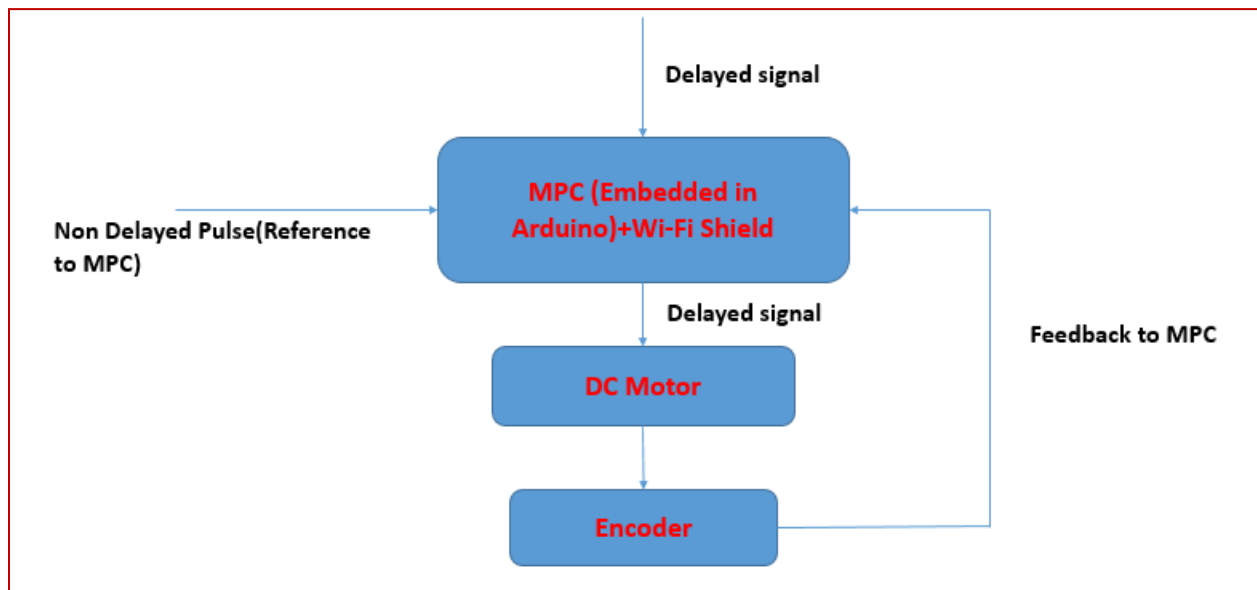 Delayed signal
MPC (Embedded in
Arduino)+Wi-Fi Shield
Non Delayed Pulse(Reference
to MPC)
Delayed signal
Feedback to MPC
DC Motor
Encoder